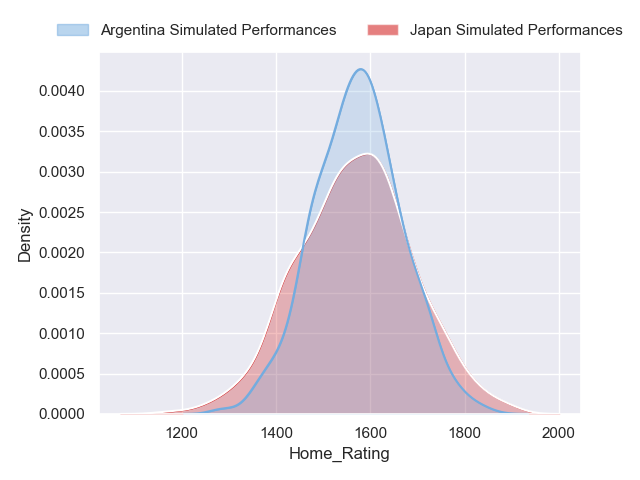 Argentina Simulated Performances Japan Simulated Performances
0.0040
0.0035
0.0030
0.0025
0.0020
0.0015
0.0010
0.0005
0.0000
Density
1200 1400 1600 1800 2000
Home_Rating